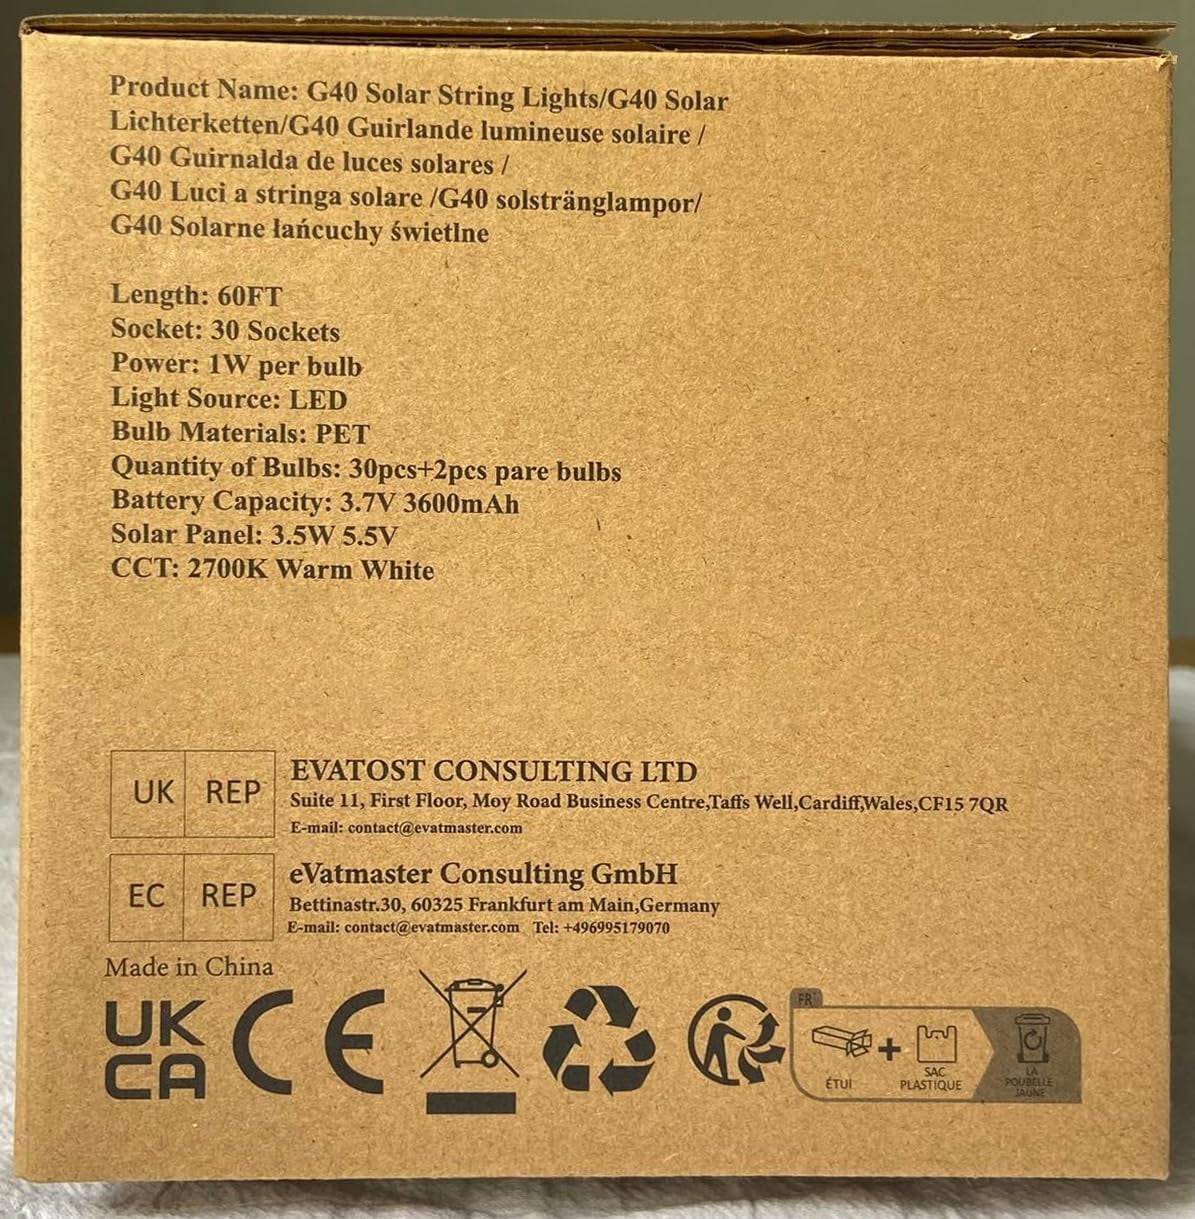 Product Name: G40 Solar String Lights/G40 Solar
Lichterketten/G40 Guirlande lumineuse solaire /
G40 Guirnalda de luces solares /
G40 Luci a stringa solare /G40 solstränglampor/
G40 Solarne łańcuchy świetlne
Length: 60FT
Socket: 30 Sockets
Power: 1W per bulb
Light Source: LED
Bulb Materials: PET
Quantity of Bulbs: 30pcs+2pcs pare bulbs
Battery Capacity: 3.7V 3600mAh
Solar Panel: 3.5W 5.5V
CCT: 2700K Warm White
UK REP
EVATOST CONSULTING LTD
Suite 11, First Floor, Moy Road Business Centre,Taffs Well,Cardiff,Wales,CF15 7QR
E-mail: contact@evatmaster.com
EC REP
eVatmaster Consulting GmbH
Bettinastr.30, 60325 Frankfurt am Main,Germany
E-mail: contact@evatmaster.com Tel: +496995179070
Made in China
UK
CA
CE
FR
ÉTUI
+
SAC
PLASTIQUE
LA
POUBELLE
JAUNE